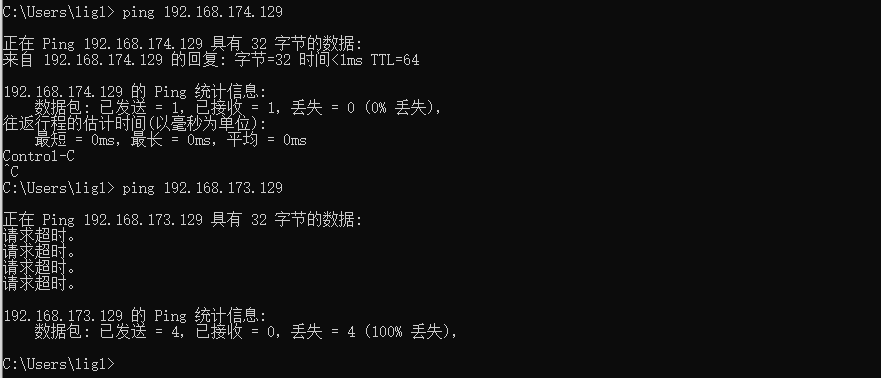 C:\Users\ligl> ping 192.168.174.129
正在 Ping 192.168.174.129 具有 32 字节的数据:
来自 192.168.174.129 的回复: 字节=32 时间<1ms TTL=64
192.168.174.129 的 Ping 统计信息:
数据包: 已发送 = 1, 已接收 = 1, 丢失 = 0 (0% 丢失),
往返行程的估计时间(以毫秒为单位):
最短 = 0ms, 最长 = 0ms, 平均 = 0ms
Control-C
^C
C:\Users\ligl> ping 192.168.173.129
正在 Ping 192.168.173.129 具有 32 字节的数据:
请求超时。
请求超时。
请求超时。
请求超时。
192.168.173.129 的 Ping 统计信息:
数据包: 已发送 = 4, 已接收 = 0, 丢失 = 4 (100% 丢失),
C:\Users\ligl>